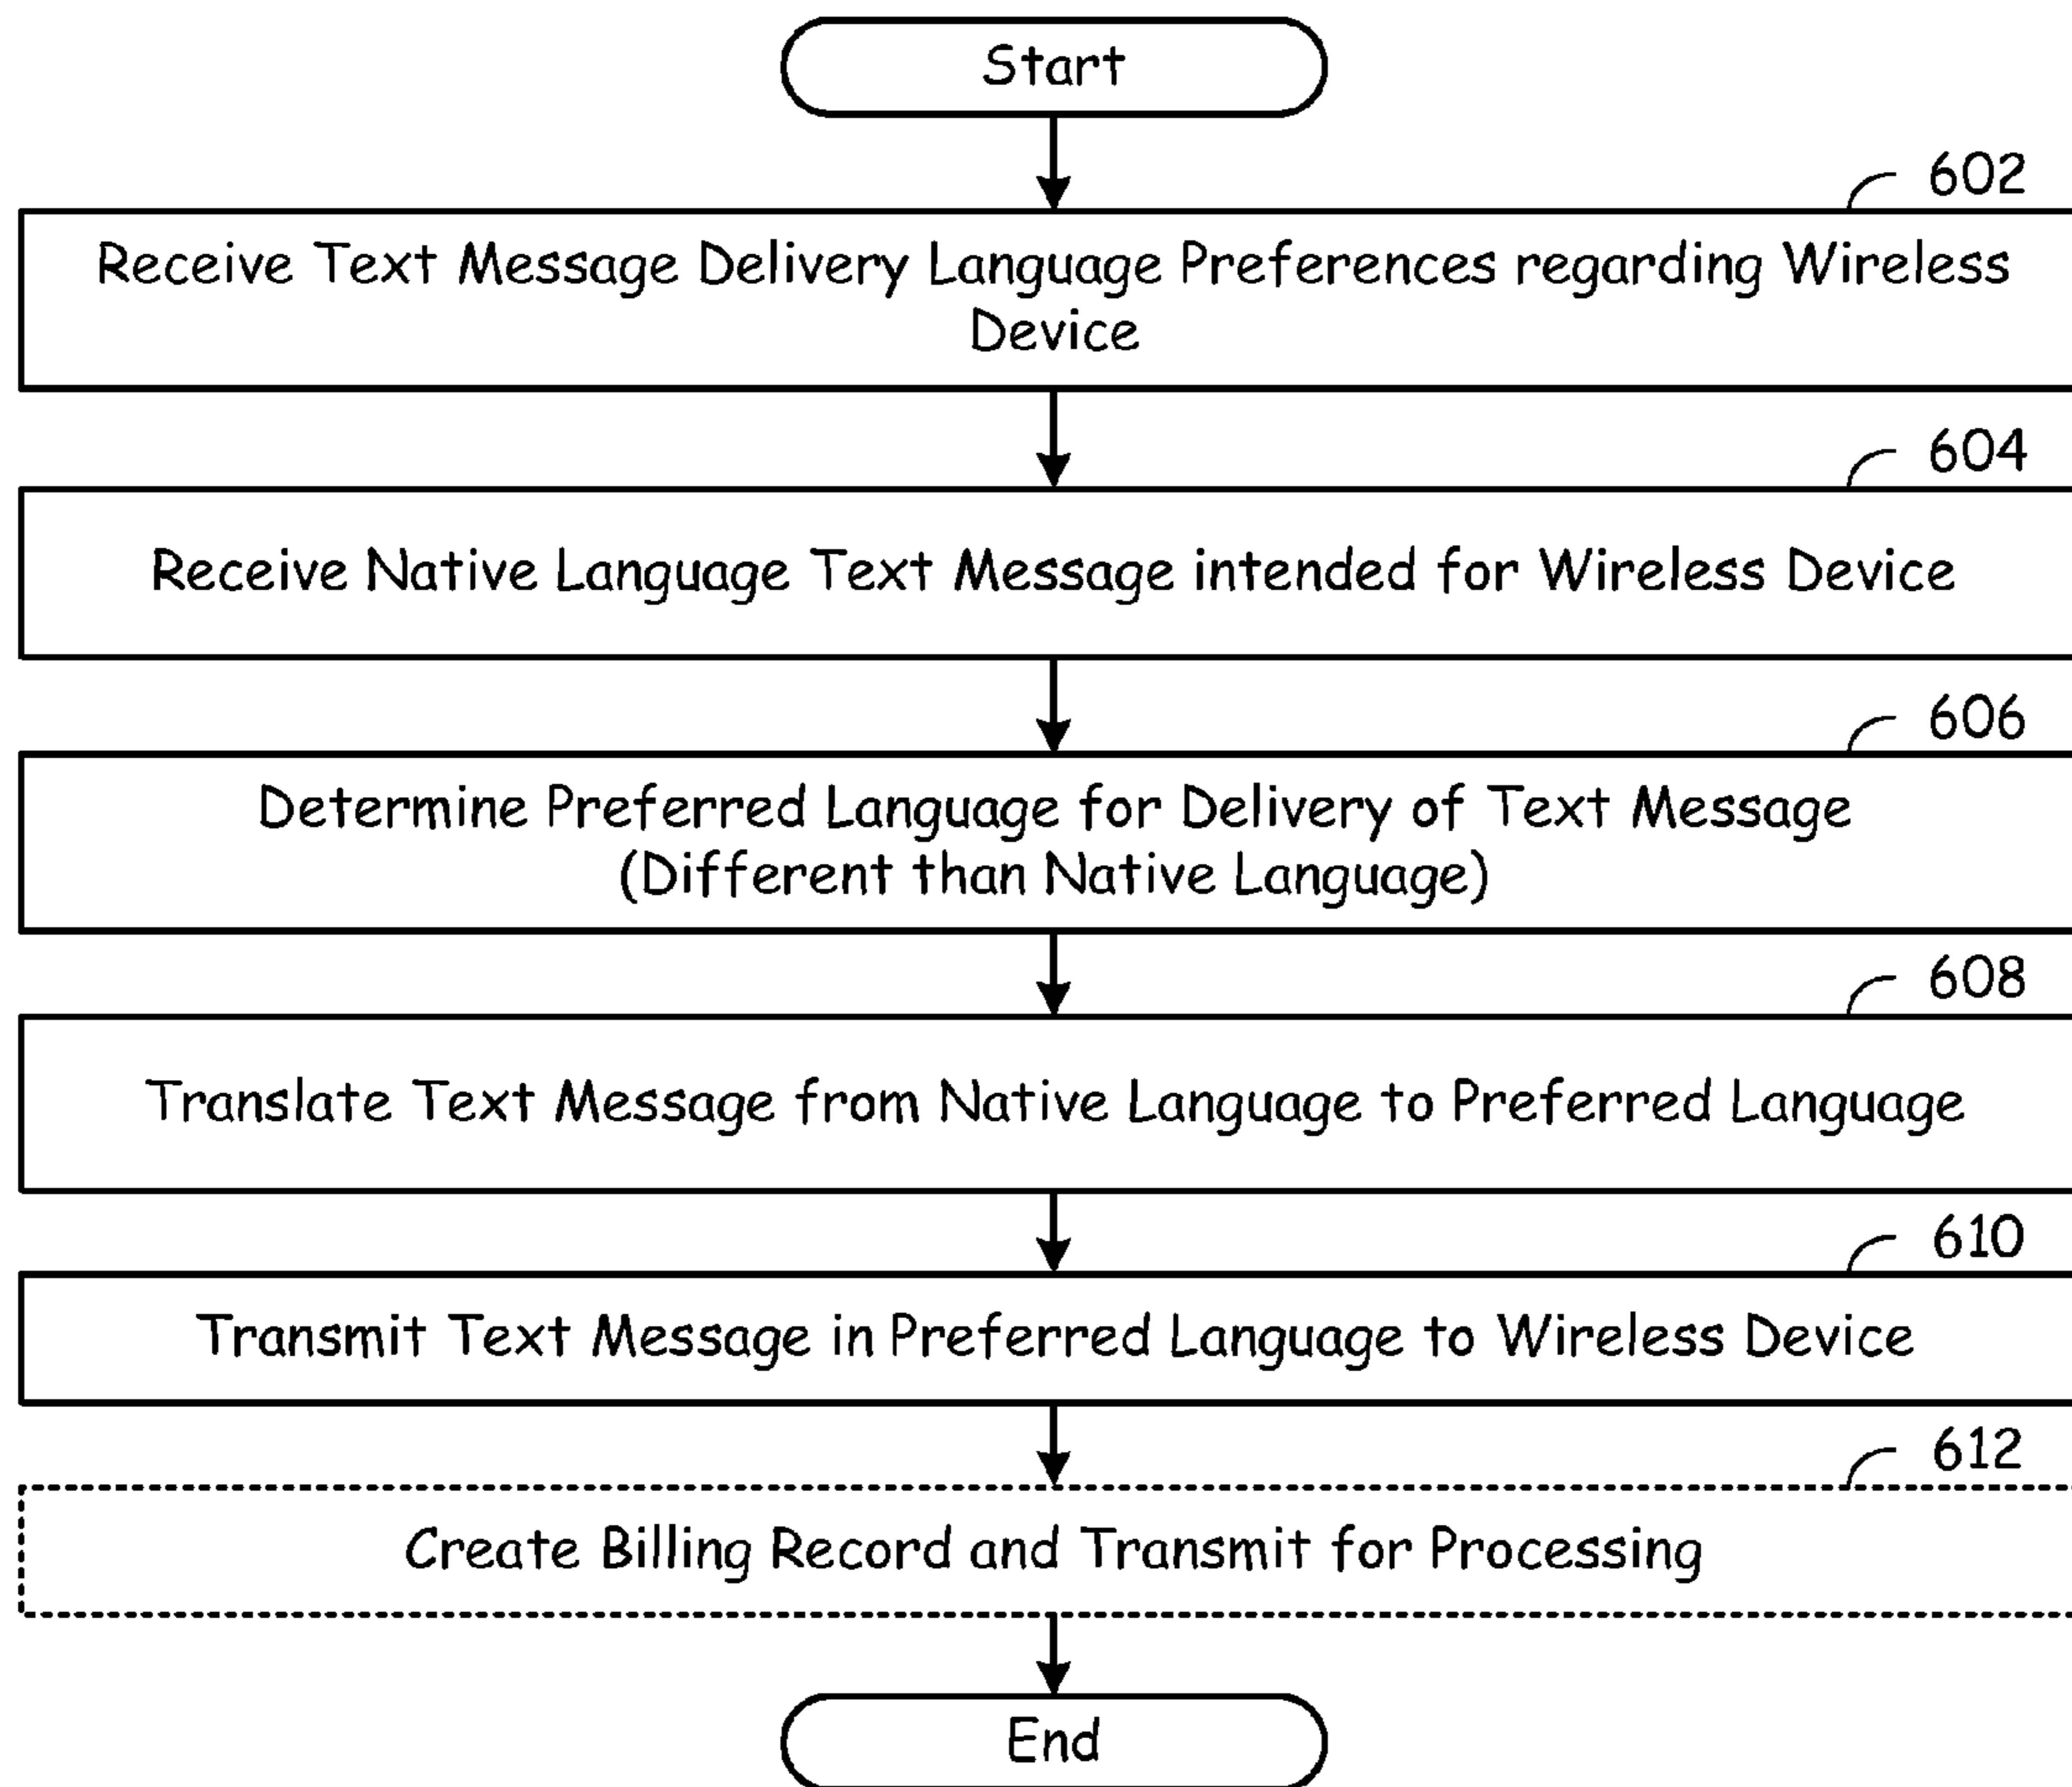 Start
602
Receive Text Message Delivery Language Preferences regarding Wireless
Device
604
Receive Native Language Text Message intended for Wireless Device
606
Determine Preferred Language for Delivery of Text Message
(Different than Native Language)
608
Translate Text Message from Native Language to Preferred Language
610
Transmit Text Message in Preferred Language to Wireless Device
612
Create Billing Record and Transmit for Processing
End